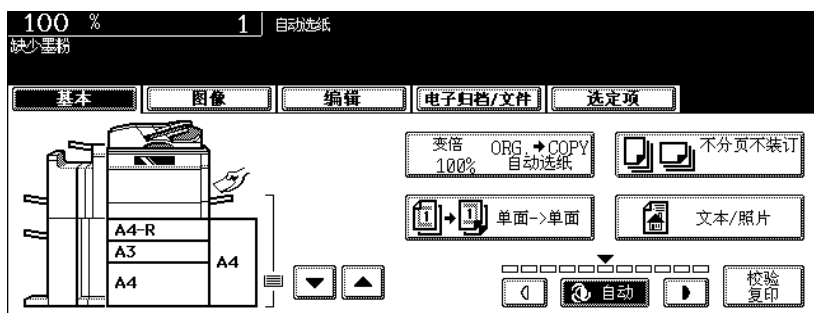 100 % 1 自动选纸
缺少墨粉
基本 图像 编辑 电子归档/文件 选定项
变倍 ORG.→COPY
100% 自动选纸
不分页不装订
A4-R
A3
A4
A4
1→1 单面->单面
文本/照片
自动
校验
复印